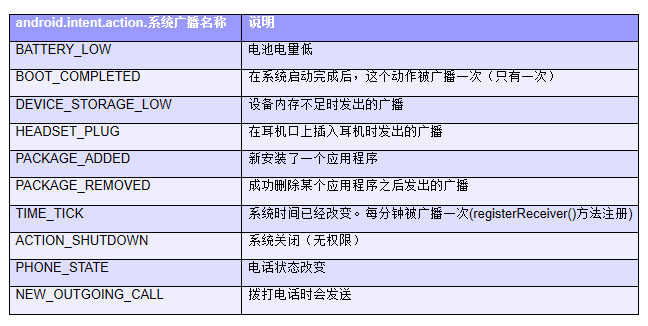 android.intent.action.系统广播名称 说明
BATTERY_LOW 电池电量低
BOOT_COMPLETED 在系统启动完成后，这个动作被广播一次（只有一次）
DEVICE_STORAGE_LOW 设备内存不足时发出的广播
HEADSET_PLUG 在耳机口上插入耳机时发出的广播
PACKAGE_ADDED 新安装了一个应用程序
PACKAGE_REMOVED 成功删除某个应用程序之后发出的广播
TIME_TICK 系统时间已经改变。每分钟被广播一次(registerReceiver()方法注册)
ACTION_SHUTDOWN 系统关闭（无权限）
PHONE_STATE 电话状态改变
NEW_OUTGOING_CALL 拨打电话时会发送